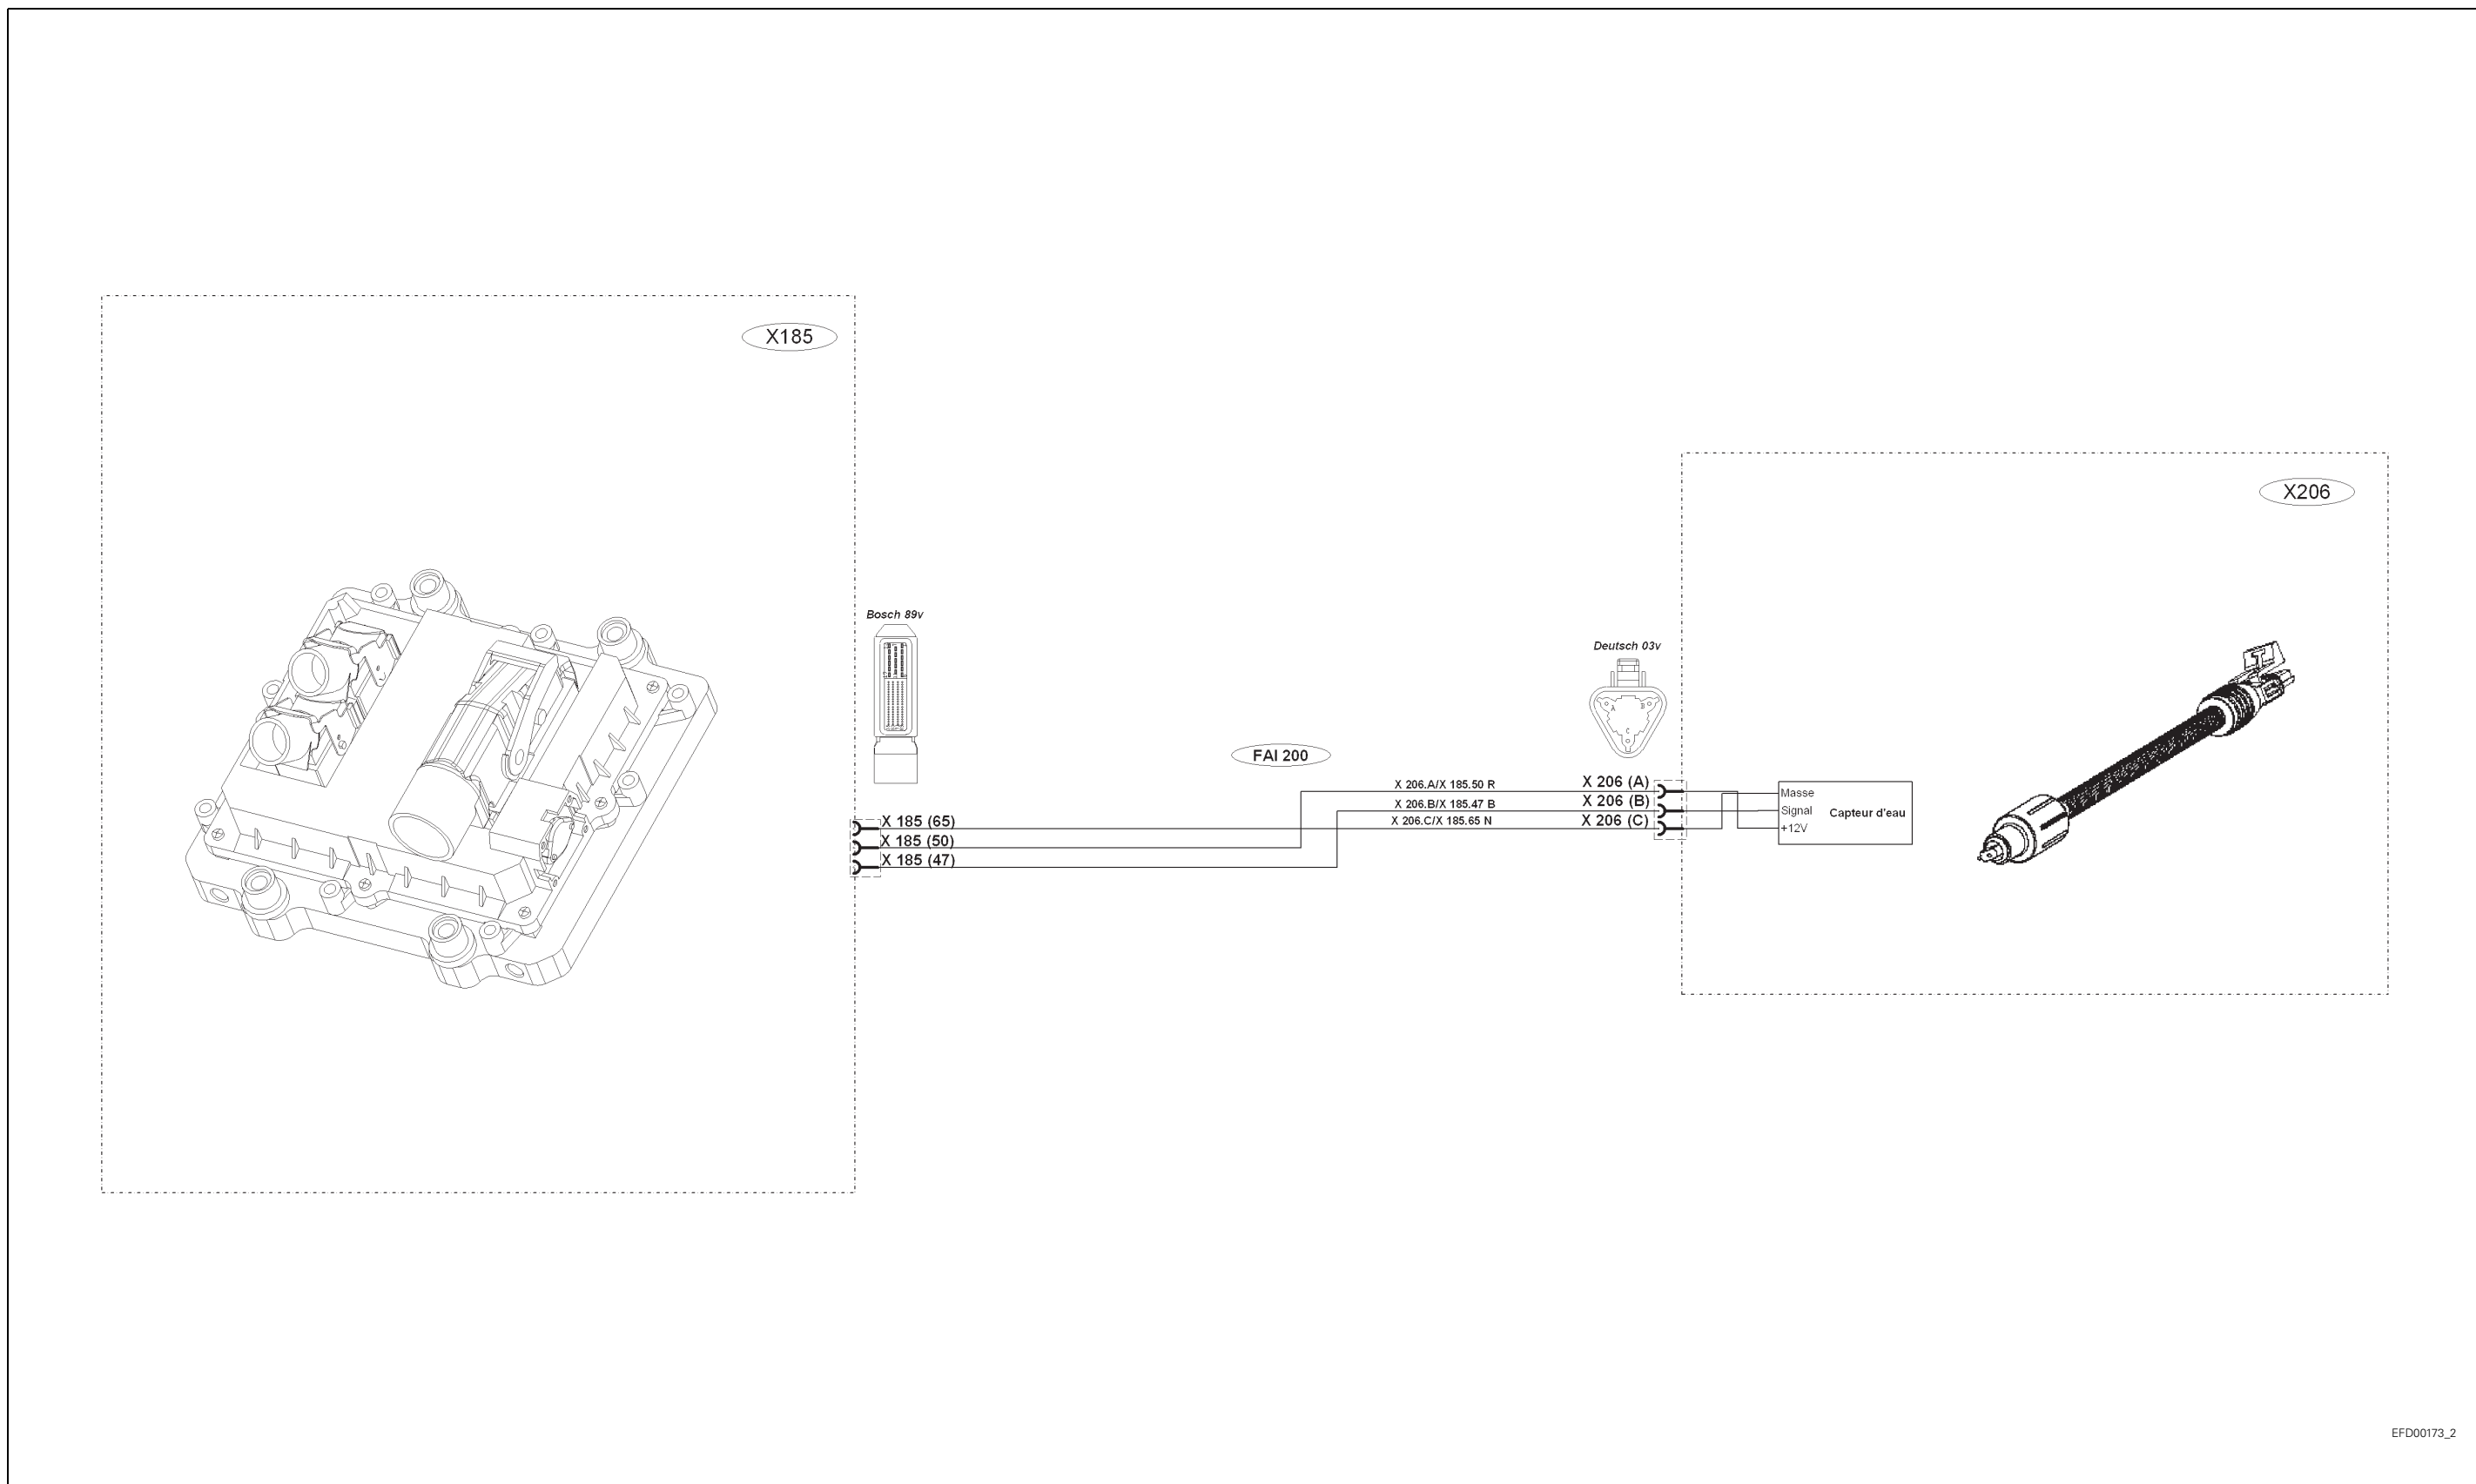 X185
X206
Bosch 89v
Deutsch 03v
A
B
C
FAI 200
X 206.A/X 185.50 R
X 206 (A)
X 206.B/X 185.47 B
X 206 (B)
X 206.C/X 185.65 N
X 206 (C)
Masse
Signal
Capteur d'eau
+12V
X 185 (65)
X 185 (50)
X 185 (47)
EFD00173_2